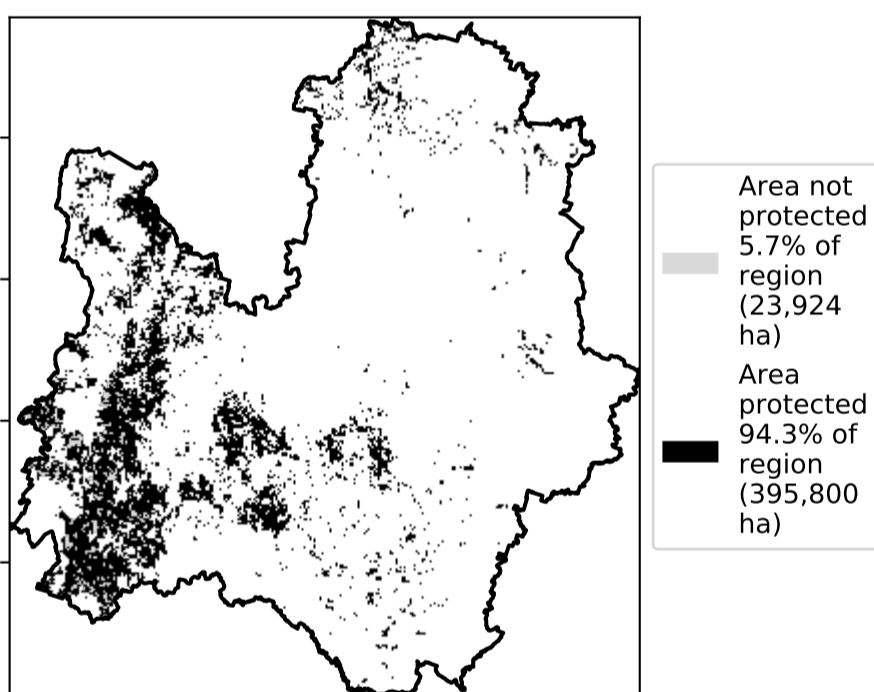 Area not
protected
5.7% of
region
(23,924
ha)
Area
protected
94.3% of
region
(395,800
ha)